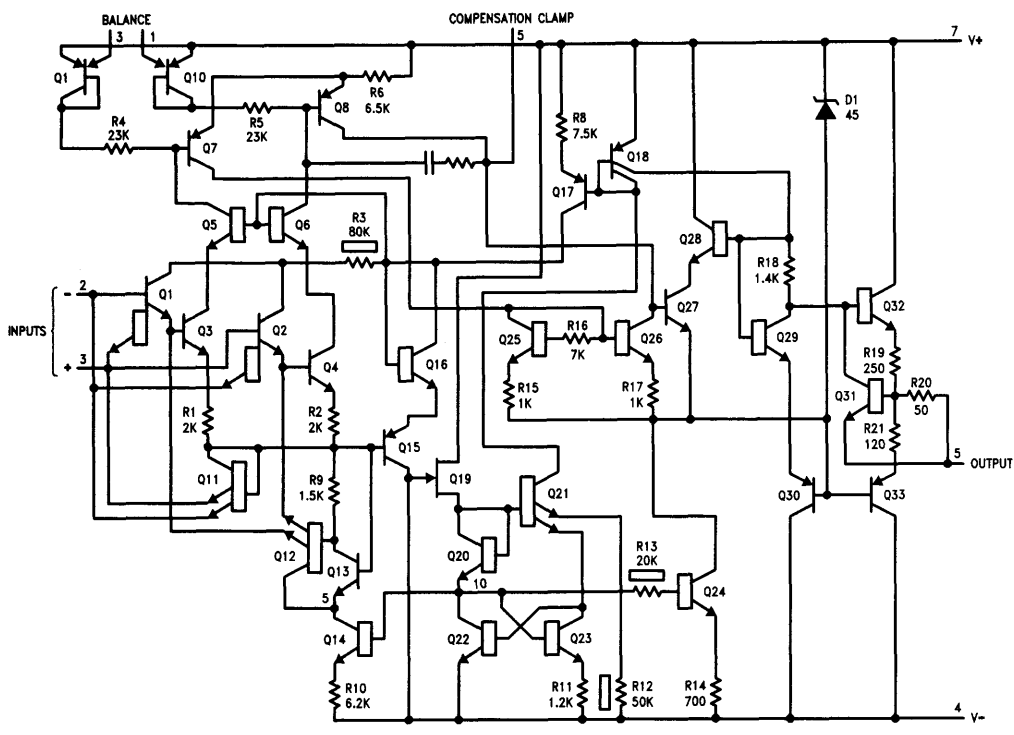 BALANCE
3 1
COMPENSATION CLAMP
5
7 V+
Q1
Q10
R6
6.5K
Q8
D1
45
R4
23K
R5
23K
Q7
R8
7.5K
Q18
Q17
Q5
Q6
R3
80K
Q28
R18
1.4K
2
-
INPUTS
+
3
Q1
Q3
Q2
Q4
Q16
Q25
R16
7K
Q26
Q27
Q29
Q32
R15
1K
R17
1K
R19
250
Q31
R20
50
R1
2K
R2
2K
Q15
R21
120
5
OUTPUT
Q11
R9
1.5K
Q19
Q21
Q30
Q33
Q12
Q13
Q20
R13
20K
10
Q24
5
Q14
Q22
Q23
R10
6.2K
R11
1.2K
R12
50K
R14
700
4
V-